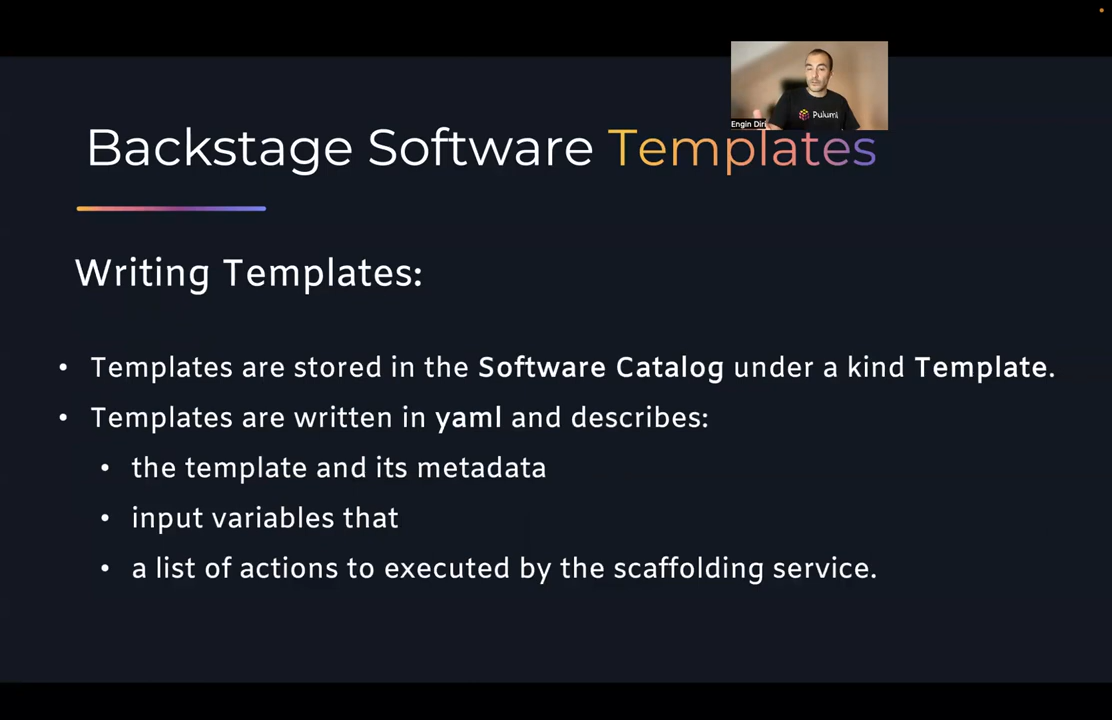 Pulumi
Engin Diri
Backstage Software Templates
Writing Templates:
• Templates are stored in the Software Catalog under a kind Template.
• Templates are written in yaml and describes:
• the template and its metadata
• input variables that
• a list of actions to executed by the scaffolding service.